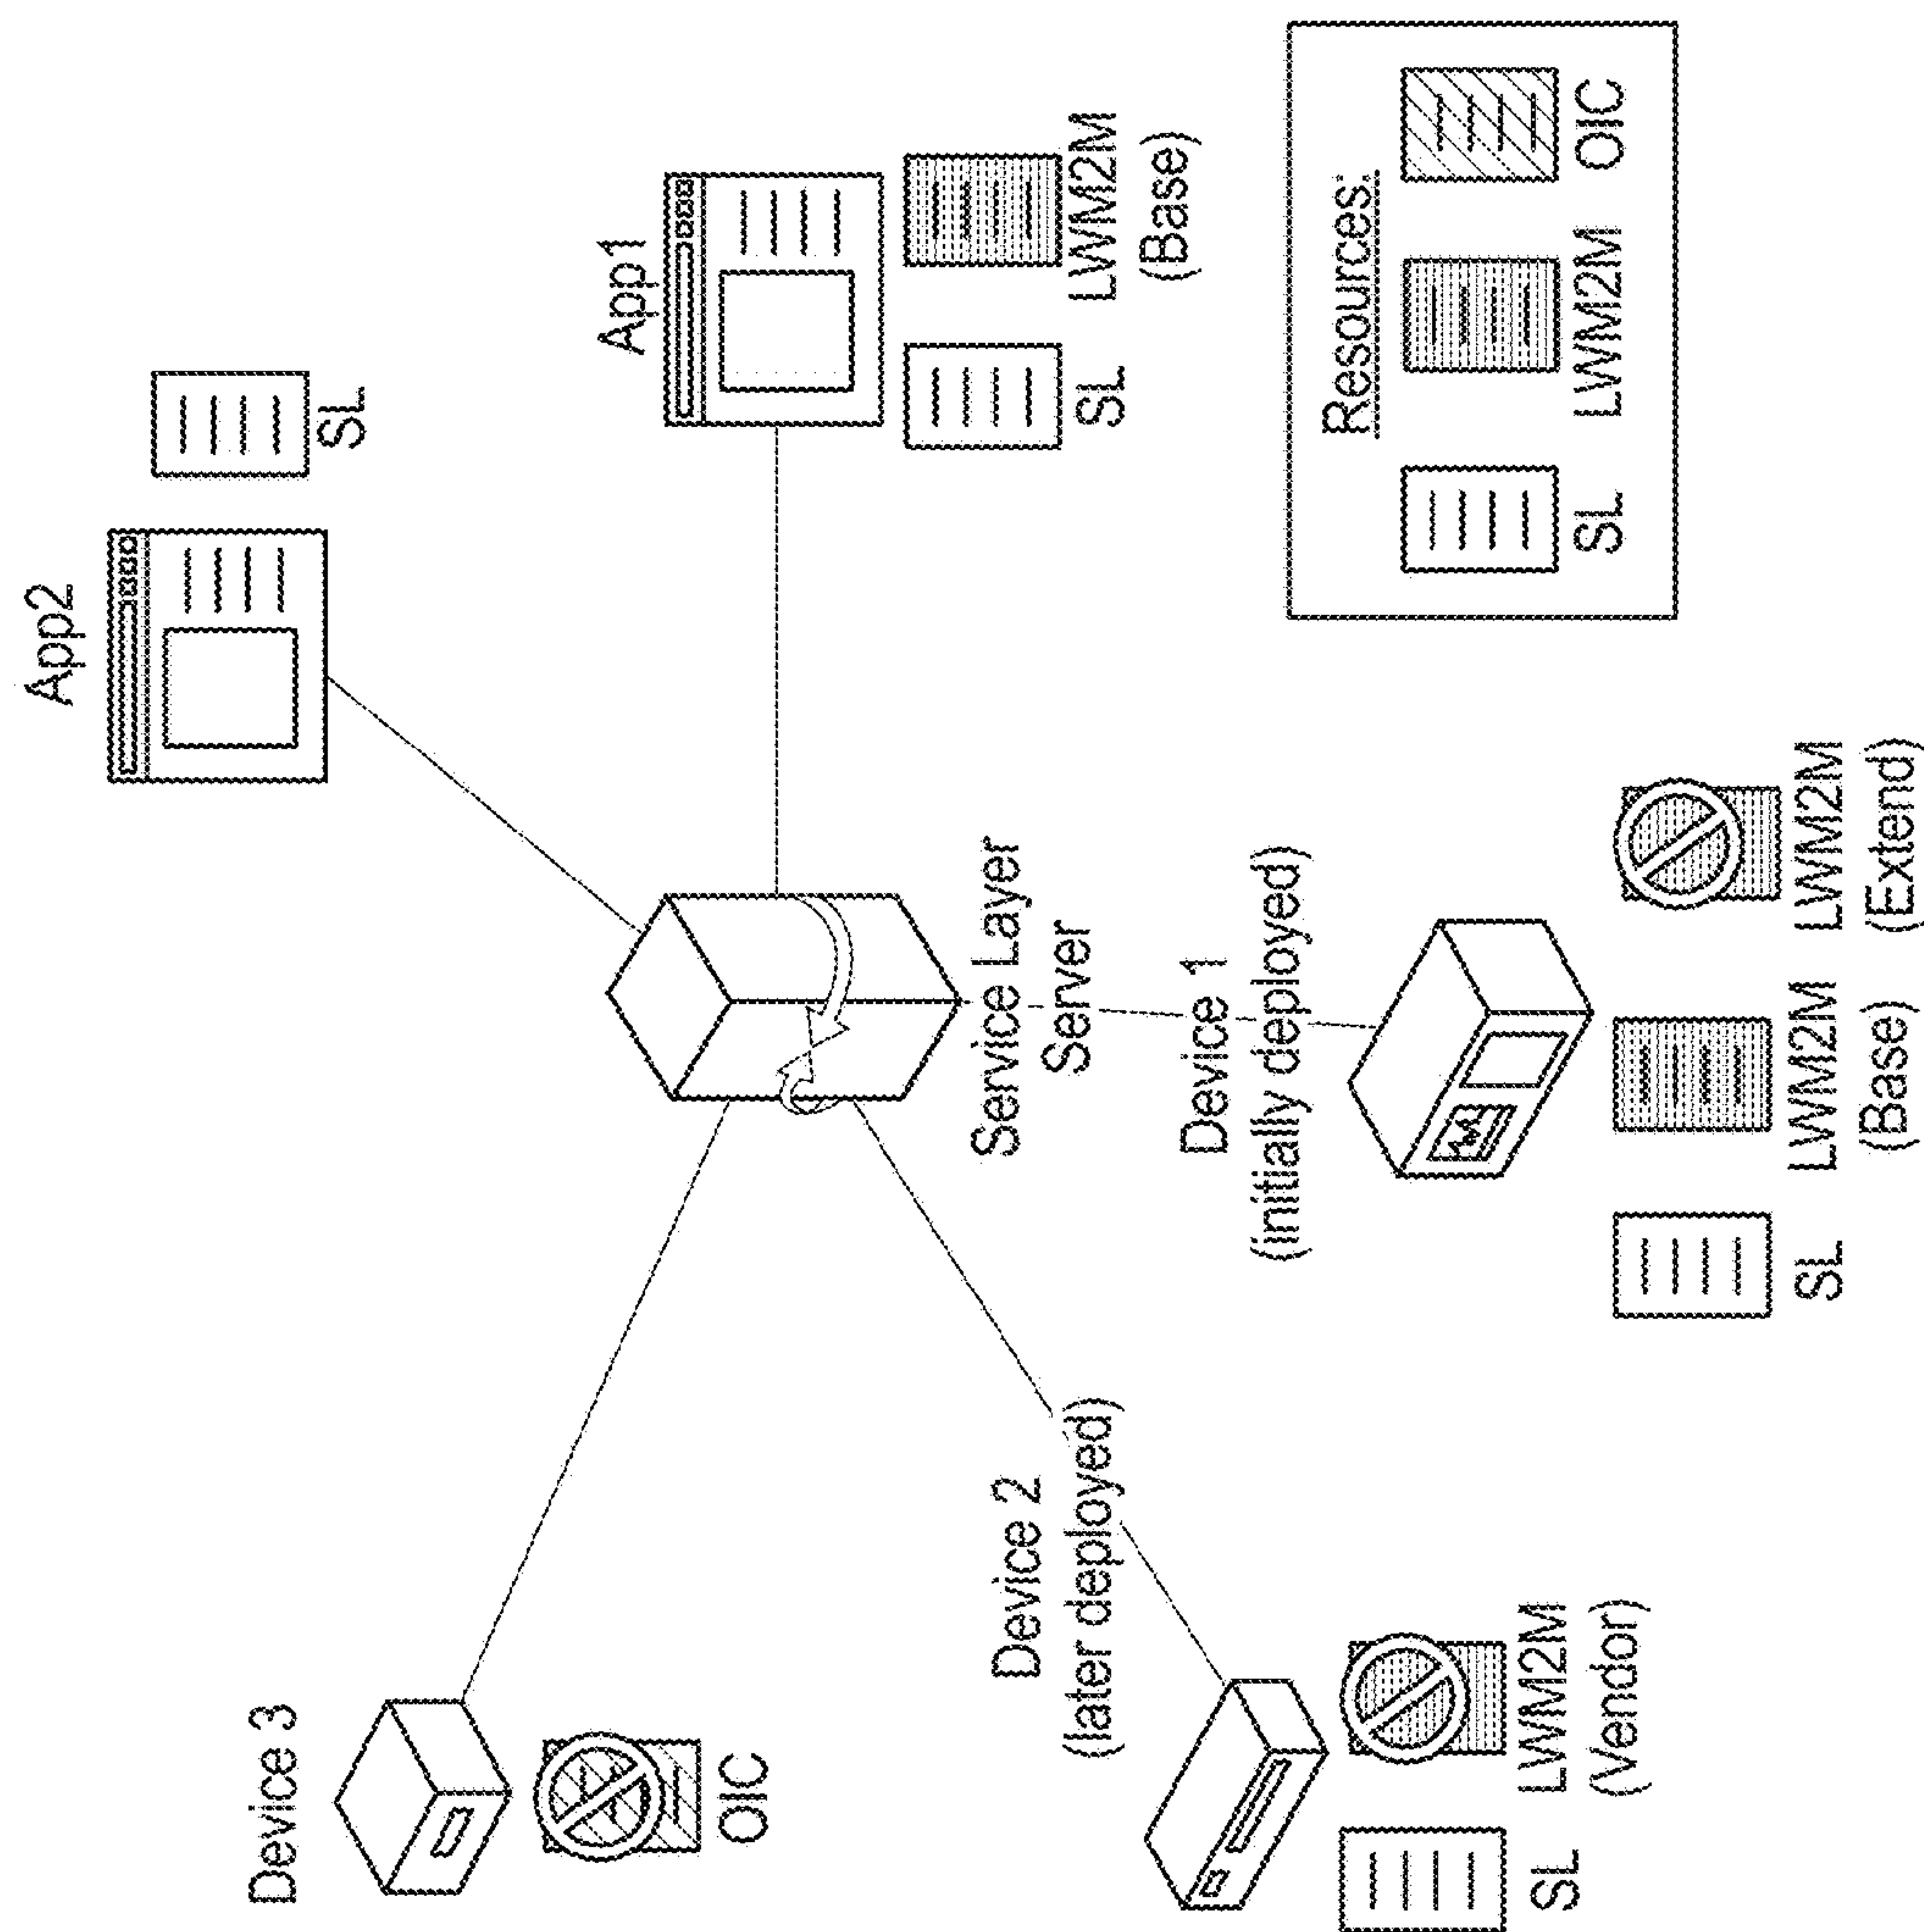 Device 3
OIC
App2
SL
App1
SL
LWM2M
(Base)
Service Layer
Server
Device 2
(later deployed)
SL
LWM2M
(Vendor)
Device 1
(initially deployed)
SL
LWM2M
(Base)
LWM2M
(Extend)
Resources:
SL
LWM2M
OIC